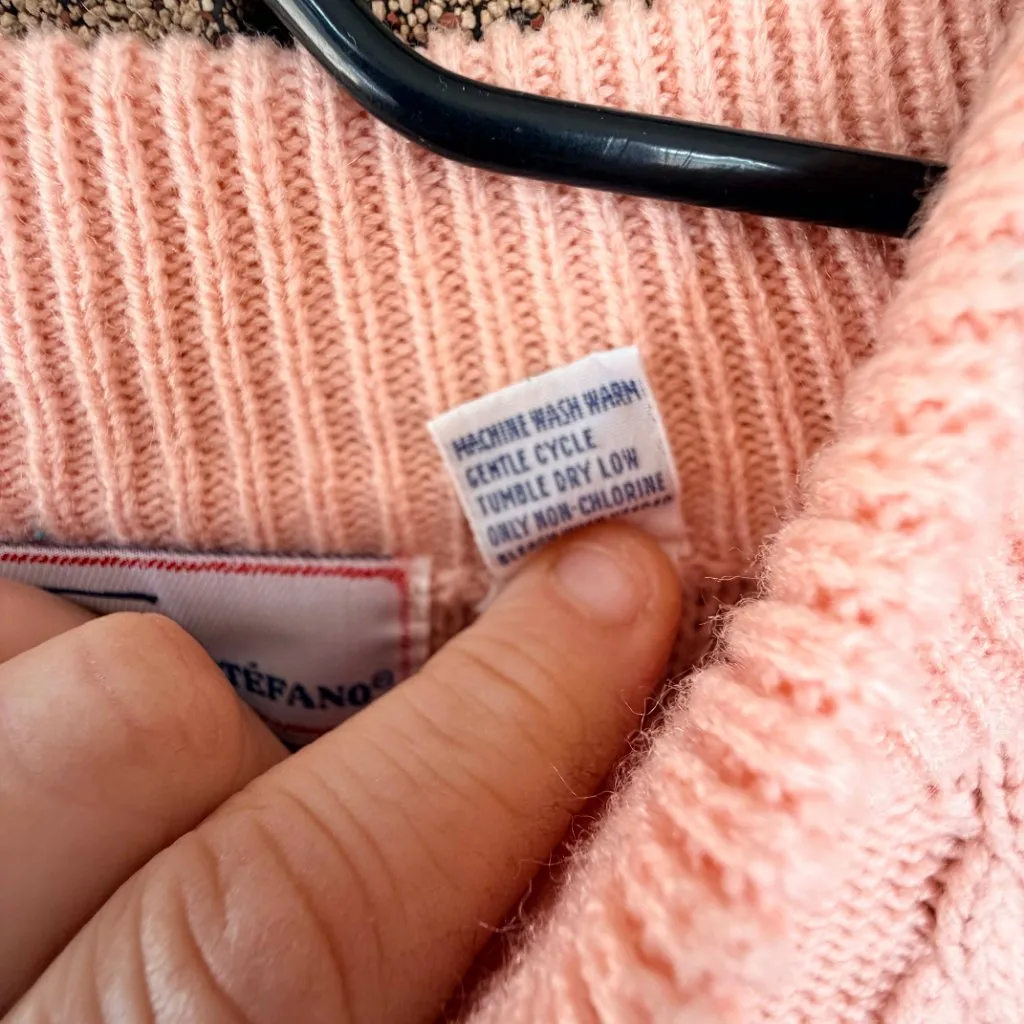 MACHINE WASH WARM
GENTLE CYCLE
TUMBLE DRY LOW
ONLY NON-CHLORINE
TÉFANO®